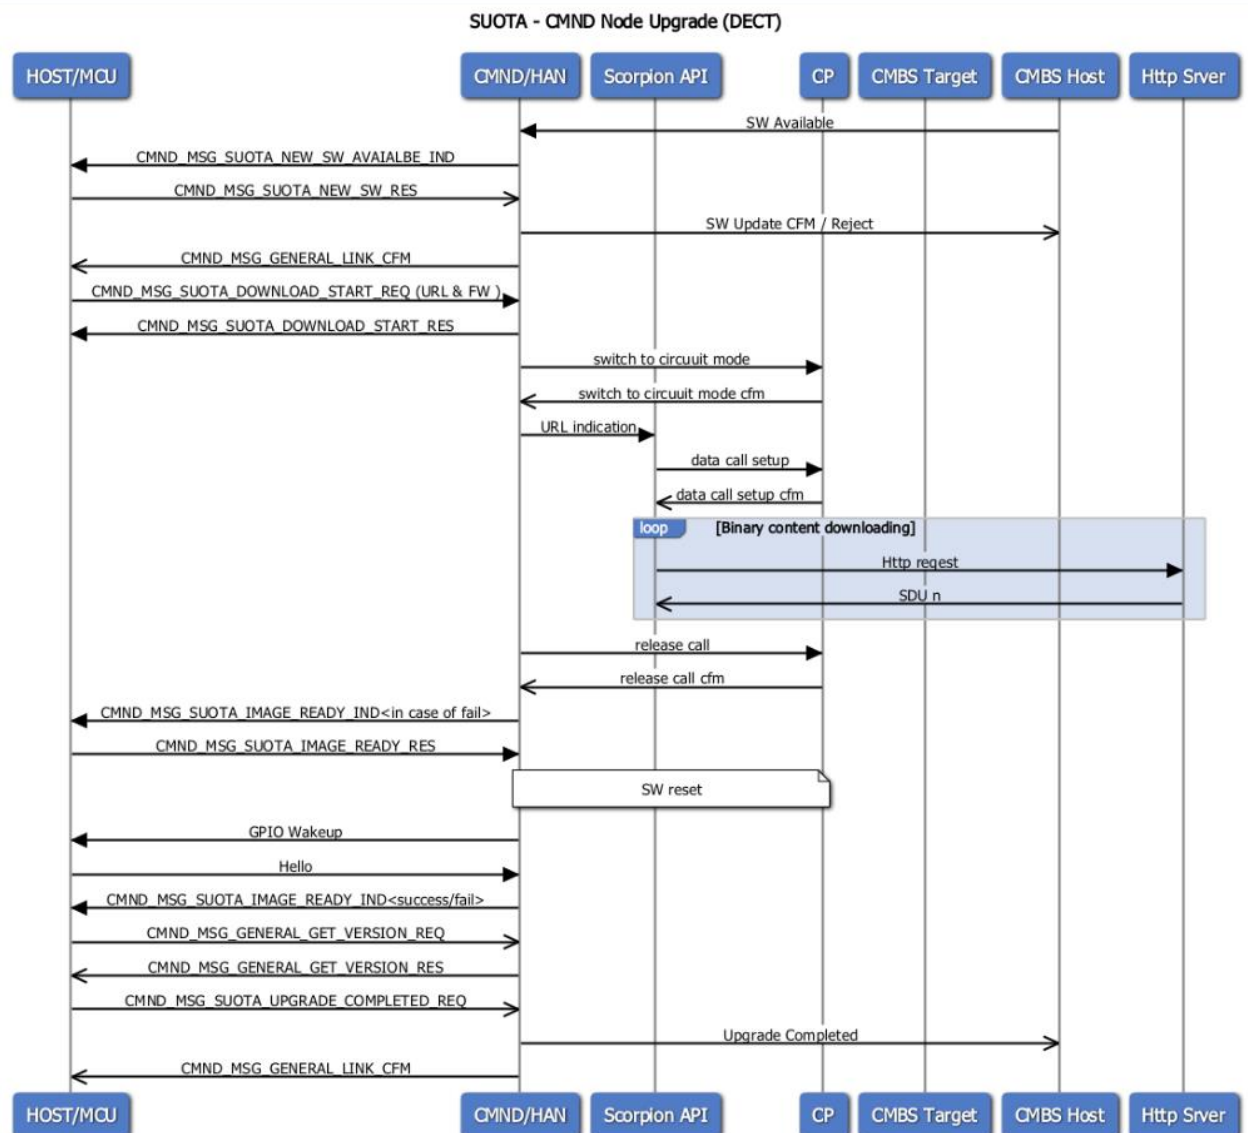 SUOTA - CMND Node Upgrade (DECT)
HOST/MCU CMND/HAN Scorpion API CP CMBS Target CMBS Host Http Srver
SW Available
CMND_MSG_SUOTA_NEW_SW_AVAIALBE_IND
CMND_MSG_SUOTA_NEW_SW_RES
SW Update CFM / Reject
CMND_MSG_GENERAL_LINK_CFM
CMND_MSG_SUOTA_DOWNLOAD_START_REQ (URL & FW )
CMND_MSG_SUOTA_DOWNLOAD_START_RES
switch to circuuit mode
switch to circuuit mode cfm
URL indication
data call setup
data call setup cfm
loop [Binary content downloading]
Http reqest
SDU n
release call
release call cfm
CMND_MSG_SUOTA_IMAGE_READY_IND<in case of fail>
CMND_MSG_SUOTA_IMAGE_READY_RES
SW reset
GPIO Wakeup
Hello
CMND_MSG_SUOTA_IMAGE_READY_IND<success/fail>
CMND_MSG_GENERAL_GET_VERSION_REQ
CMND_MSG_GENERAL_GET_VERSION_RES
CMND_MSG_SUOTA_UPGRADE_COMPLETED_REQ
Upgrade Completed
CMND_MSG_GENERAL_LINK_CFM
HOST/MCU CMND/HAN Scorpion API CP CMBS Target CMBS Host Http Srver